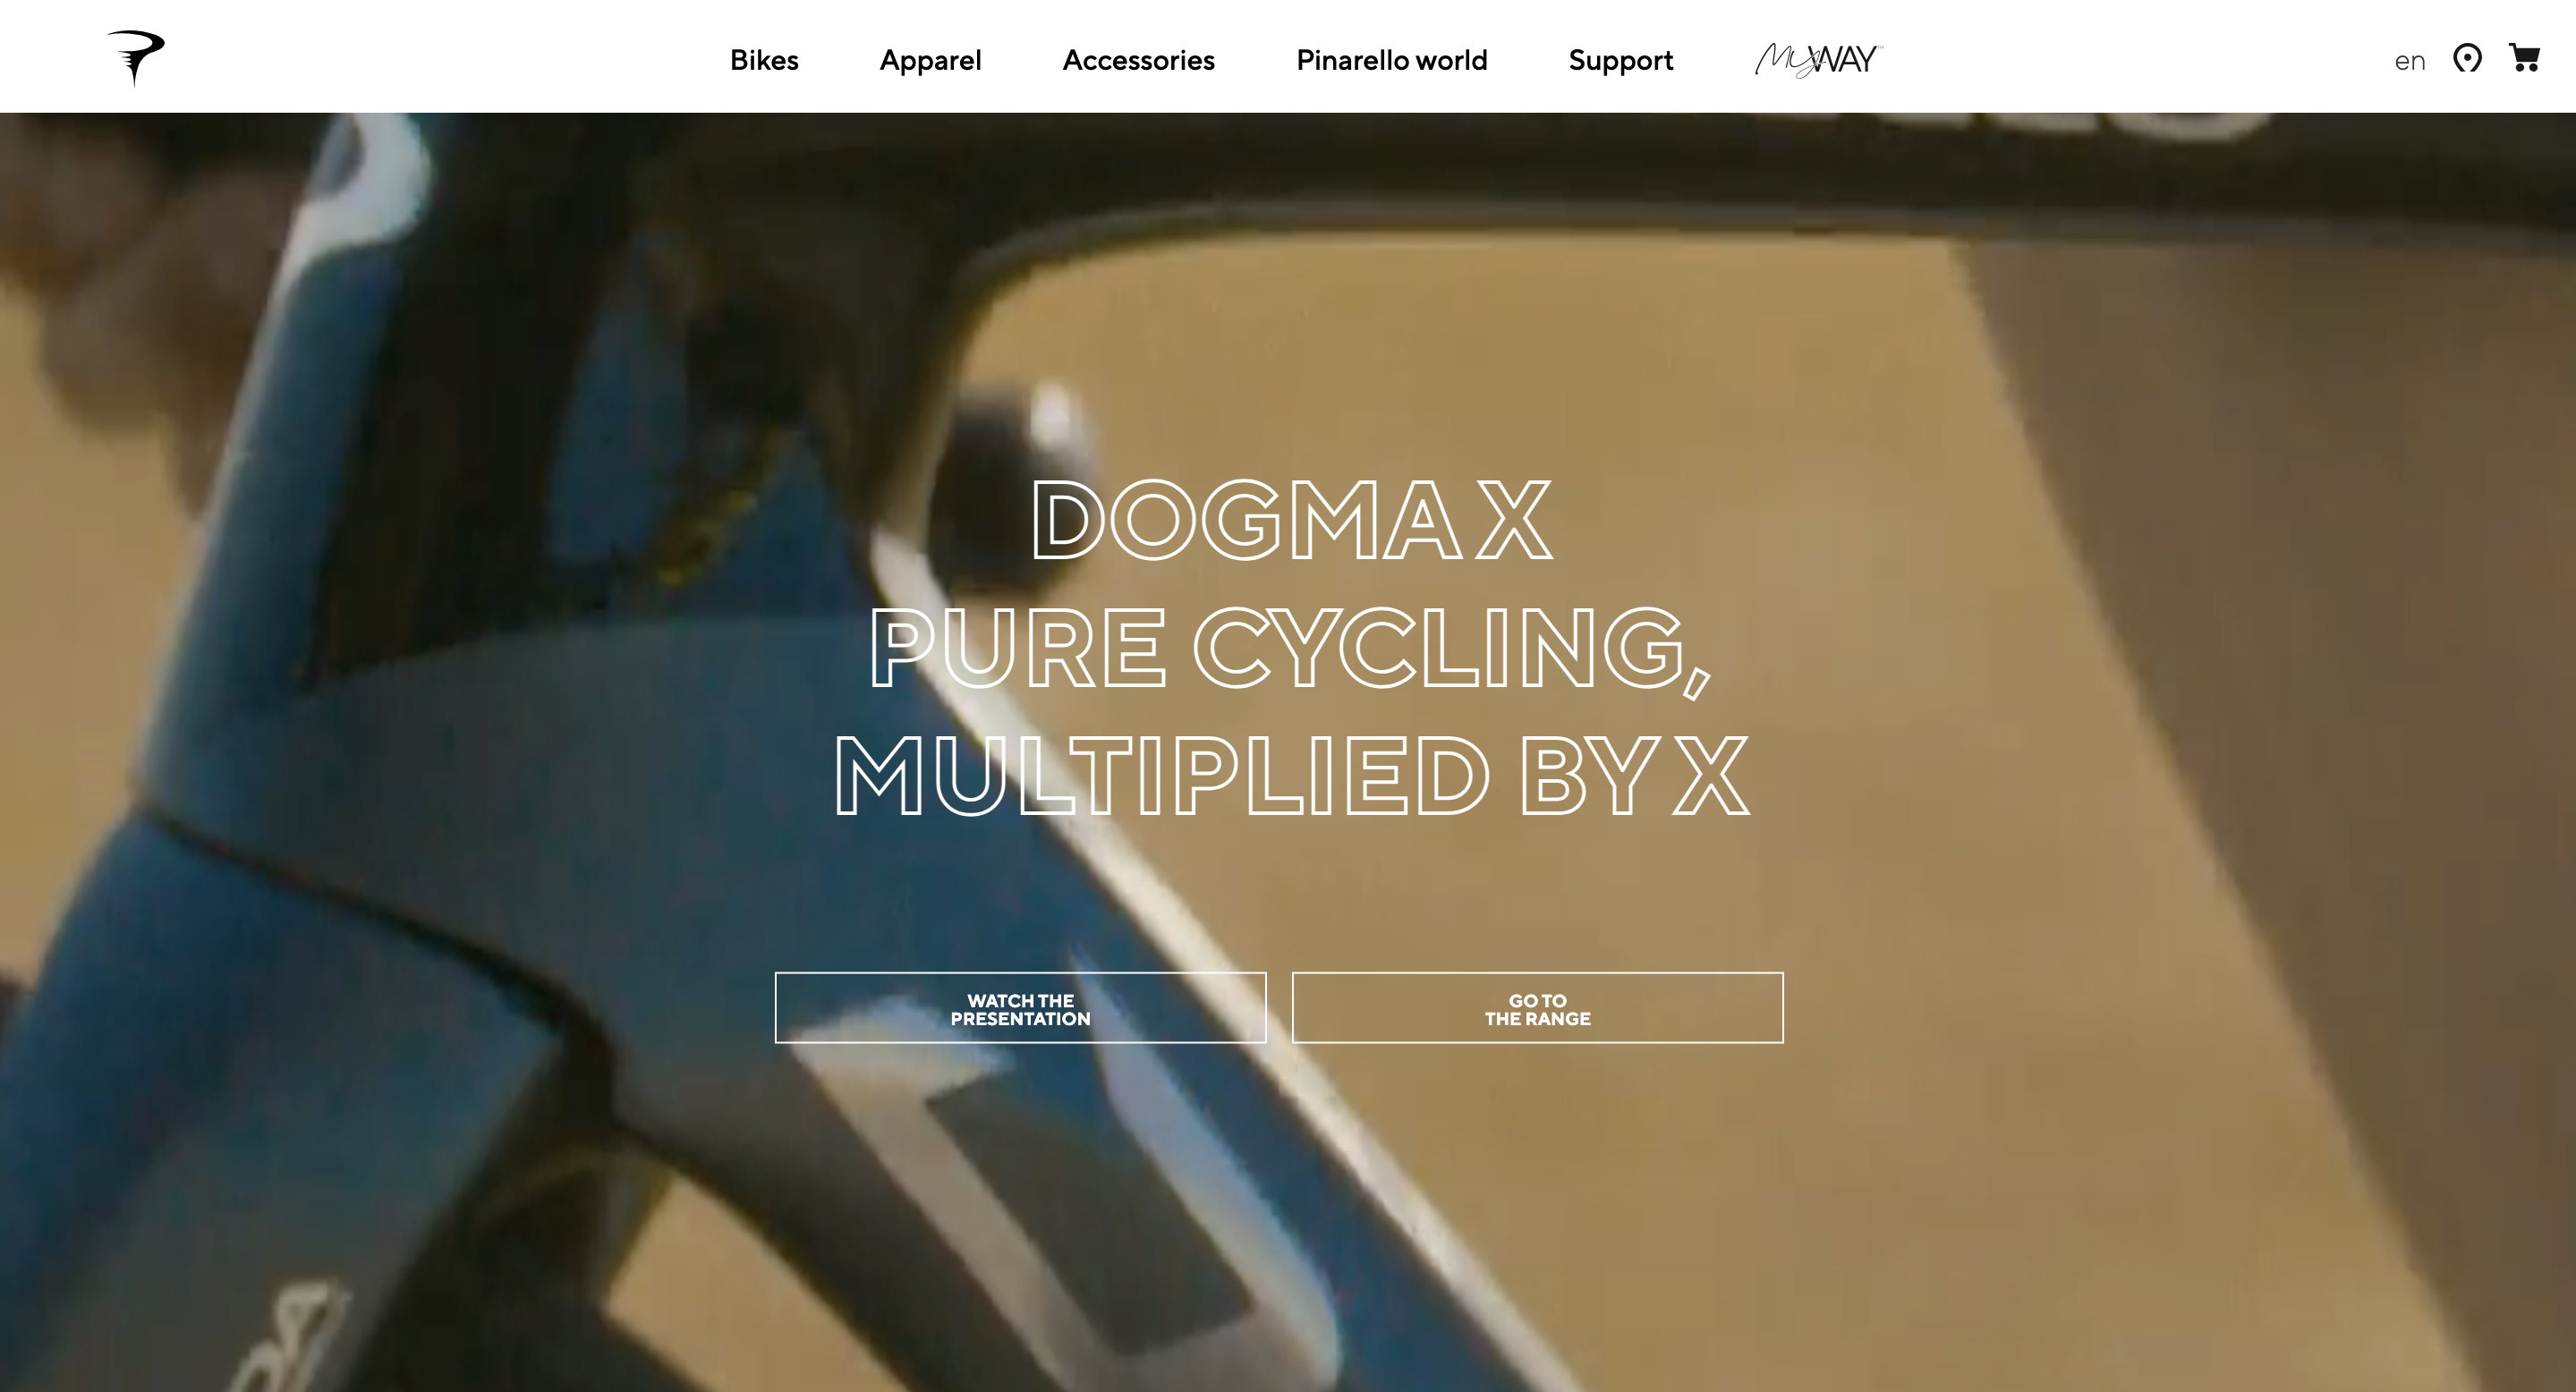 Bikes Apparel Accessories Pinarello world Support MyWAY en
DOGMA X
PURE CYCLING,
MULTIPLIED BY X
WATCH THE
PRESENTATION
GO TO
THE RANGE